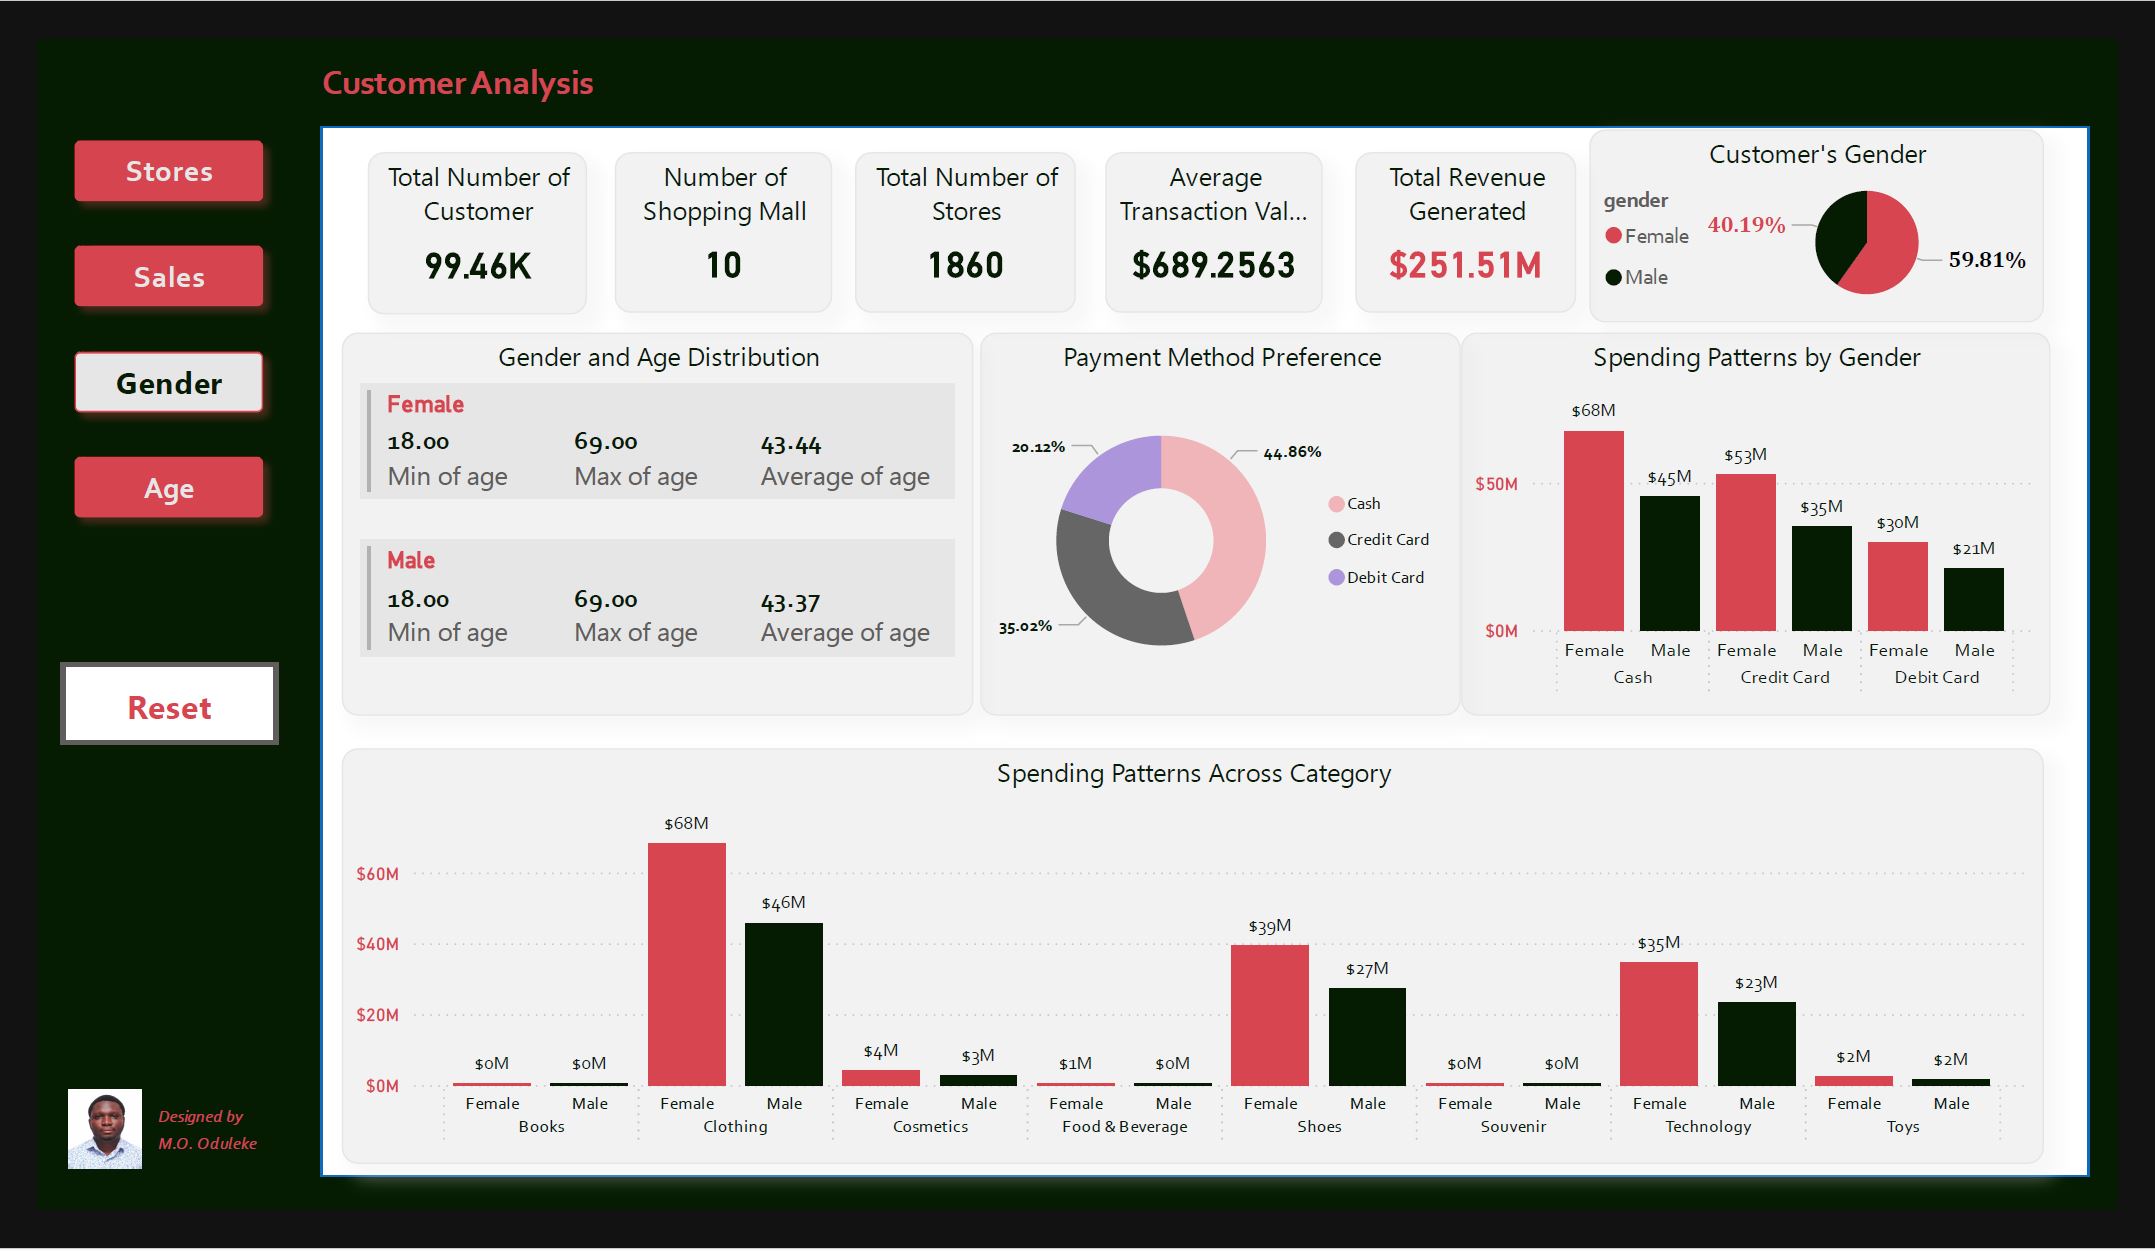 Customer Analysis
Stores
Sales
Gender
Age
Reset
Designed by
M.O. Oduleke
Total Number of
Customer
99.46K
Number of
Shopping Mall
10
Total Number of
Stores
1860
Average
Transaction Val...
$689.2563
Total Revenue
Generated
$251.51M
Customer's Gender
gender
Female
Male
40.19%
59.81%
Gender and Age Distribution
Female
18.00 69.00 43.44
Min of age Max of age Average of age
Male
18.00 69.00 43.37
Min of age Max of age Average of age
Payment Method Preference
20.12%
44.86%
35.02%
Cash
Credit Card
Debit Card
Spending Patterns by Gender
$68M
$45M
$53M
$35M
$30M
$21M
$50M
$0M
Female Male Female Male Female Male
Cash Credit Card Debit Card
Spending Patterns Across Category
$60M
$40M
$20M
$0M
$0M $0M $68M $46M $4M $3M $1M $0M $39M $27M $0M $0M $35M $23M $2M $2M
Female Male Female Male Female Male Female Male Female Male Female Male Female Male Female Male
Books Clothing Cosmetics Food & Beverage Shoes Souvenir Technology Toys